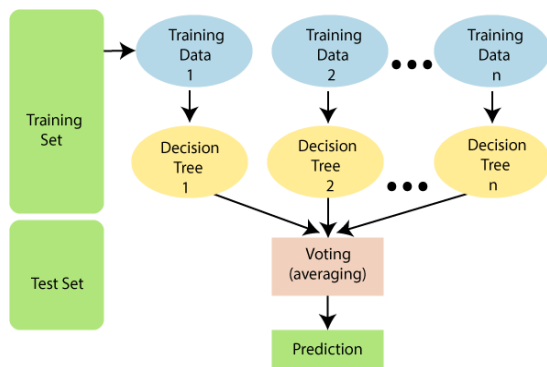 Training
Set
Test Set
Training
Data
1
Training
Data
2
Training
Data
n
Decision
Tree
1
Decision
Tree
2
Decision
Tree
n
Voting
(averaging)
Prediction